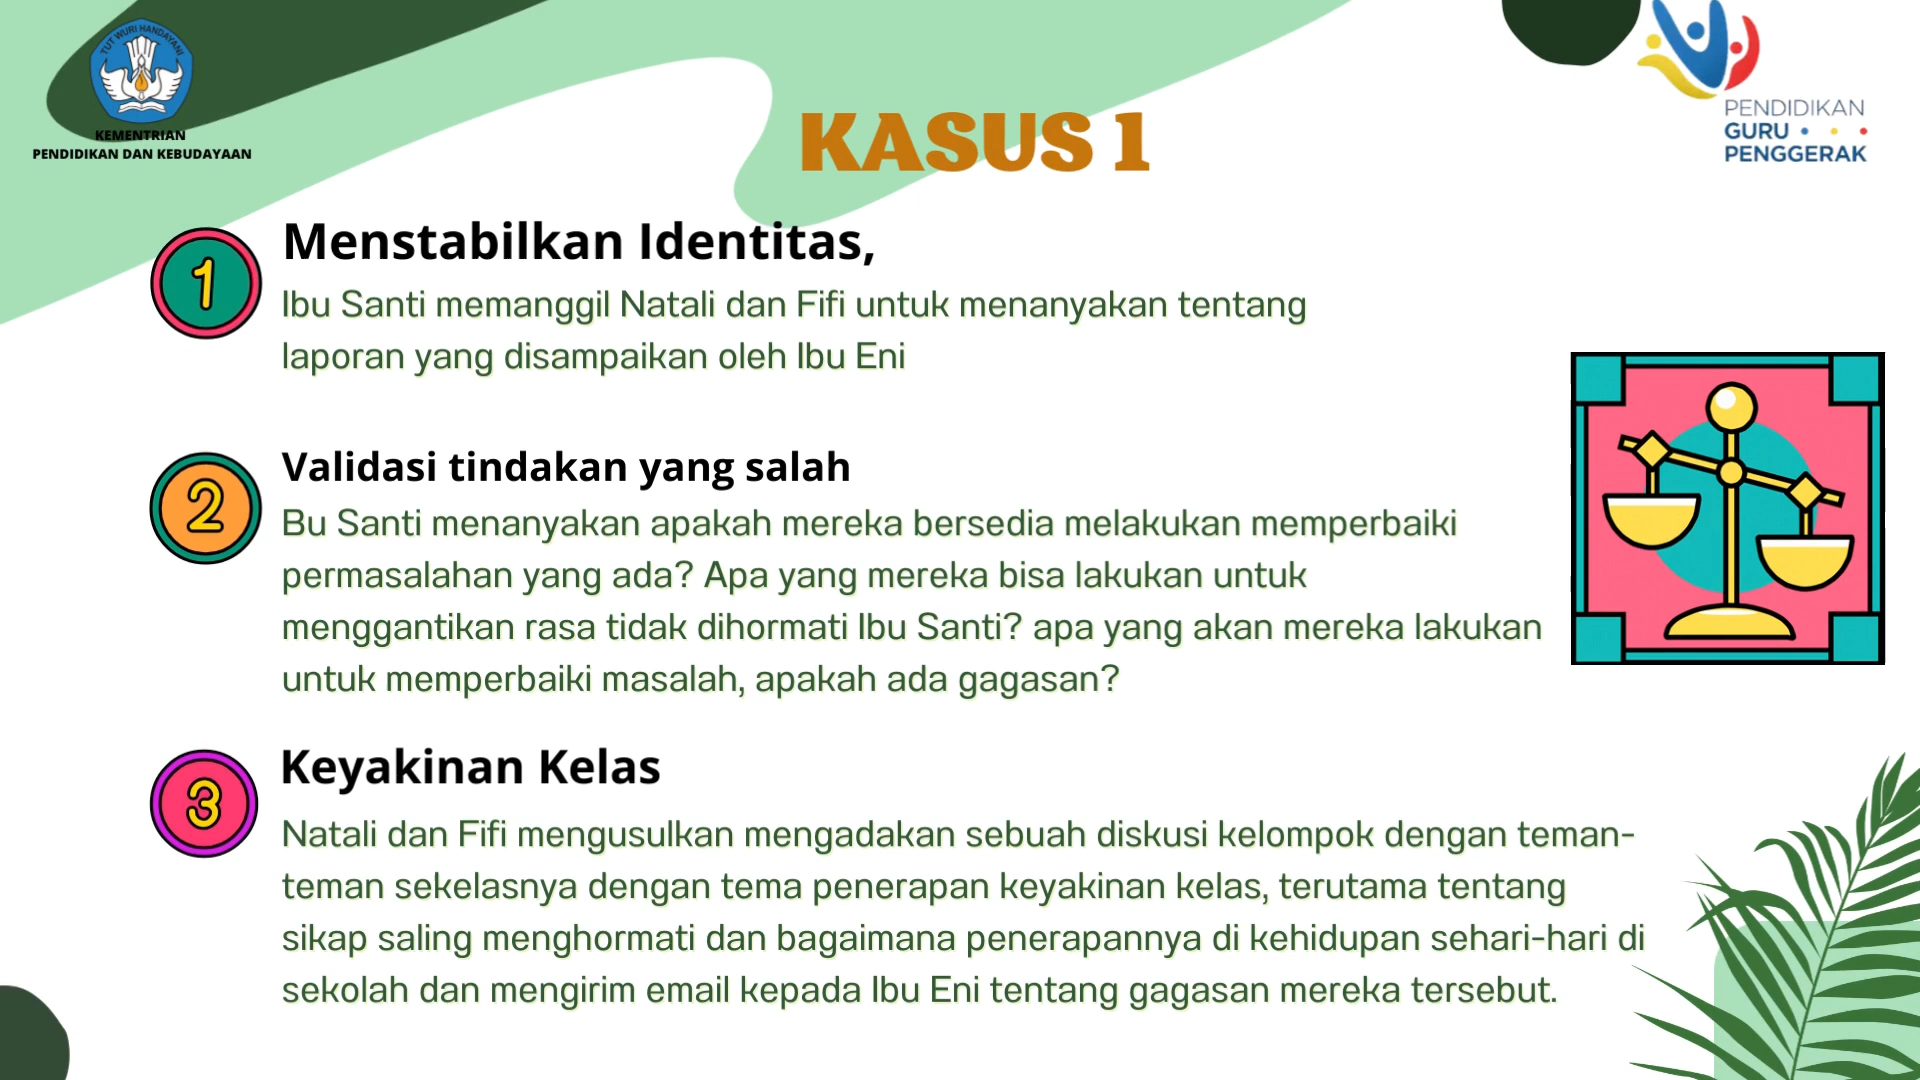 TUT WURI HANDAYANI
KEMENTRIAN
PENDIDIKAN DAN KEBUDAYAAN
PENDIDIKAN
GURU
PENGGERAK
KASUS 1
1
Menstabilkan Identitas,
Ibu Santi memanggil Natali dan Fifi untuk menanyakan tentang
laporan yang disampaikan oleh Ibu Eni
2
Validasi tindakan yang salah
Bu Santi menanyakan apakah mereka bersedia melakukan memperbaiki
permasalahan yang ada? Apa yang mereka bisa lakukan untuk
menggantikan rasa tidak dihormati Ibu Santi? apa yang akan mereka lakukan
untuk memperbaiki masalah, apakah ada gagasan?
3
Keyakinan Kelas
Natali dan Fifi mengusulkan mengadakan sebuah diskusi kelompok dengan teman-
teman sekelasnya dengan tema penerapan keyakinan kelas, terutama tentang
sikap saling menghormati dan bagaimana penerapannya di kehidupan sehari-hari di
sekolah dan mengirim email kepada Ibu Eni tentang gagasan mereka tersebut.